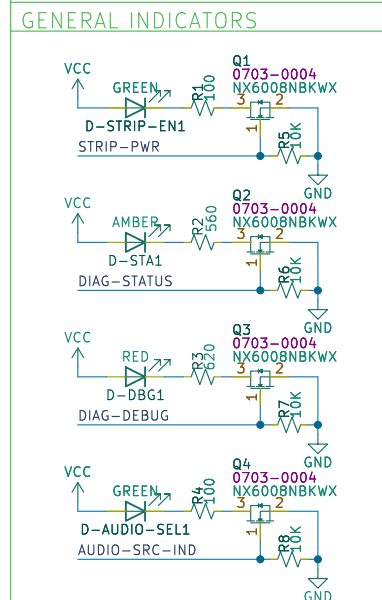 GENERAL INDICATORS
VCC
GREEN
D-STRIP-EN1
STRIP-PWR
R1
100
Q1
0703-0004
NX6008NBKWX
3
2
1
R5
10K
GND
VCC
AMBER
D-STA1
DIAG-STATUS
R2
560
Q2
0703-0004
NX6008NBKWX
3
2
1
R6
10K
GND
VCC
RED
D-DBG1
DIAG-DEBUG
R3
620
Q3
0703-0004
NX6008NBKWX
3
2
1
R7
10K
GND
VCC
GREEN
D-AUDIO-SEL1
AUDIO-SRC-IND
R4
100
Q4
0703-0004
NX6008NBKWX
3
2
1
R8
10K
GND